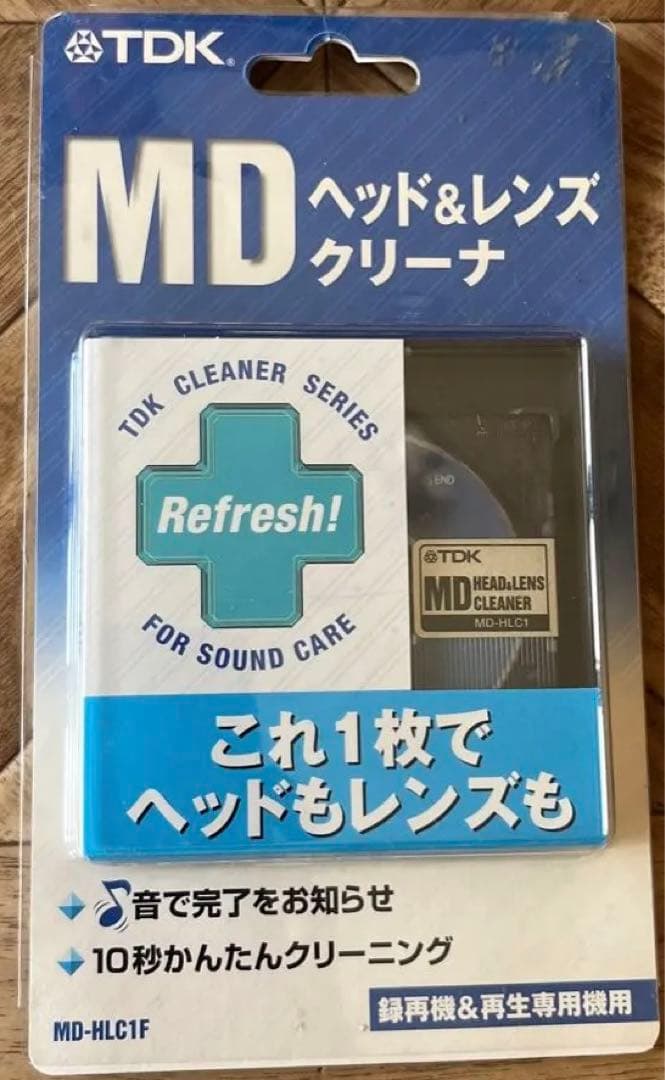 TDK®
MD ヘッド&レンズ
クリーナ
TDK CLEANER SERIES
Refresh!
FOR SOUND CARE
END
TDK
MD HEAD&LENS
CLEANER
MD-HLC1
これ1枚で
ヘッドもレンズも
音で完了をお知らせ
10秒かんたんクリーニング
録再機&再生専用機用
MD-HLC1F